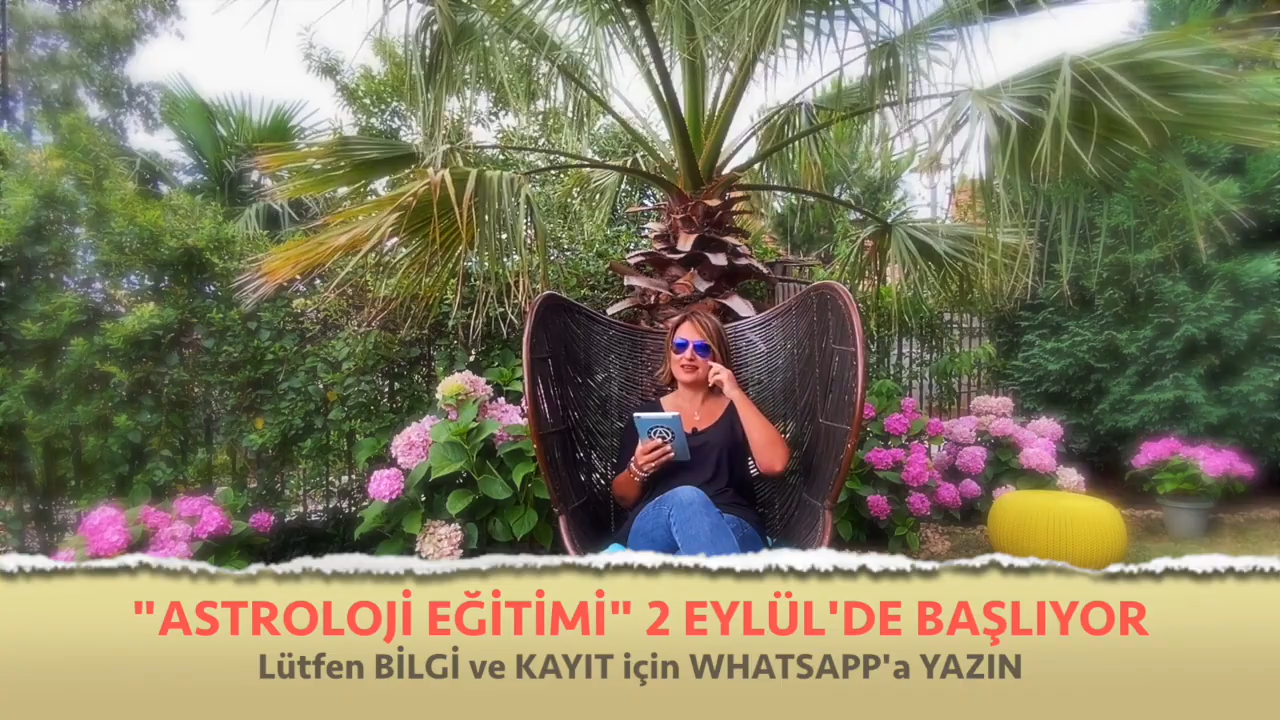 "ASTROLOJİ EĞİTİMİ" 2 EYLÜL'DE BAŞLIYOR
Lütfen BİLGİ ve KAYIT için WHATSAPP'a YAZIN